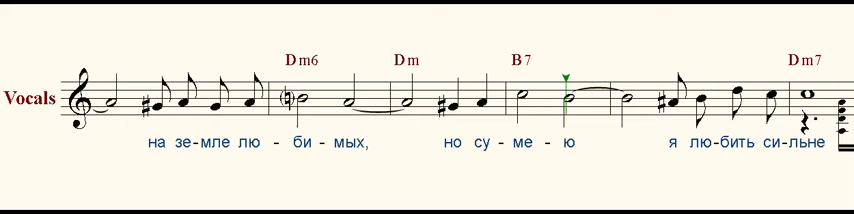 Dm6 Dm B7 Dm7
Vocals
на зе-мле лю - би - мых, но су - ме - ю я лю-бить си-льне